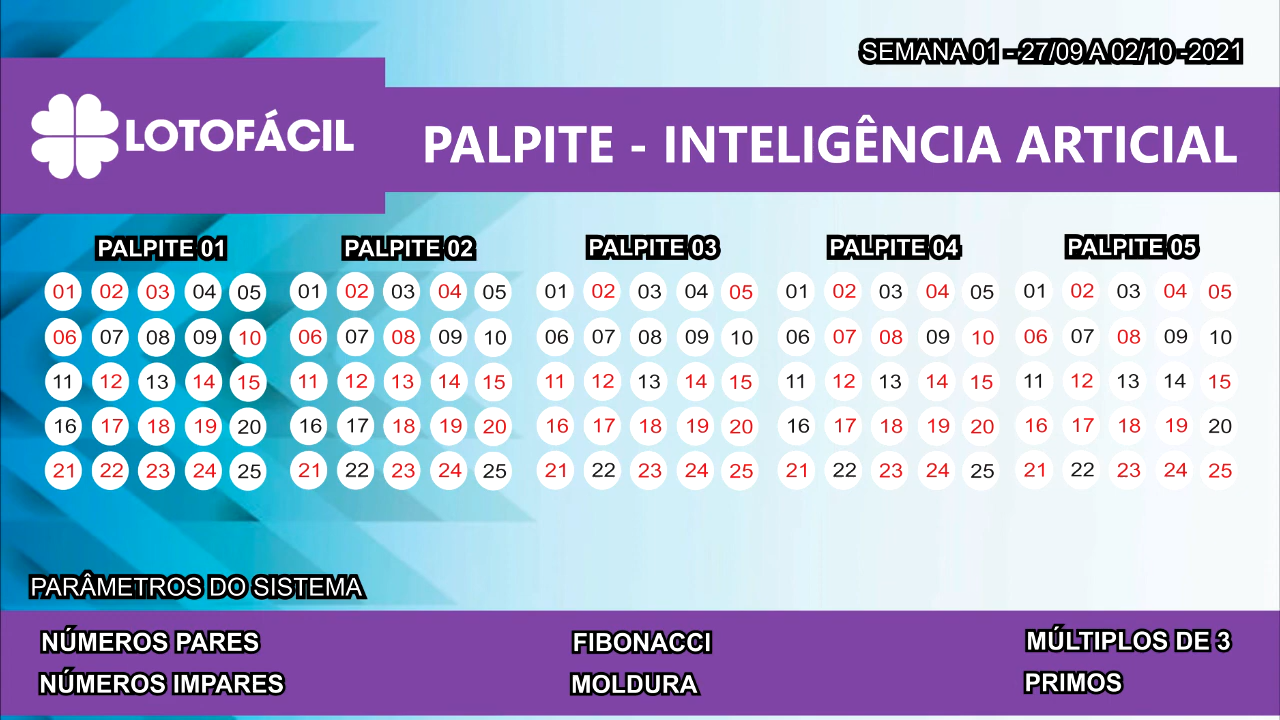 SEMANA 01 - 27/09 A 02/10 -2021
LOTOFÁCIL
PALPITE - INTELIGÊNCIA ARTICIAL
PALPITE 01 PALPITE 02 PALPITE 03 PALPITE 04 PALPITE 05
01 02 03 04 05 01 02 03 04 05 01 02 03 04 05 01 02 03 04 05 01 02 03 04 05
06 07 08 09 10 06 07 08 09 10 06 07 08 09 10 06 07 08 09 10 06 07 08 09 10
11 12 13 14 15 11 12 13 14 15 11 12 13 14 15 11 12 13 14 15 11 12 13 14 15
16 17 18 19 20 16 17 18 19 20 16 17 18 19 20 16 17 18 19 20 16 17 18 19 20
21 22 23 24 25 21 22 23 24 25 21 22 23 24 25 21 22 23 24 25 21 22 23 24 25
PARÂMETROS DO SISTEMA
NÚMEROS PARES FIBONACCI MÚLTIPLOS DE 3
NÚMEROS IMPARES MOLDURA PRIMOS